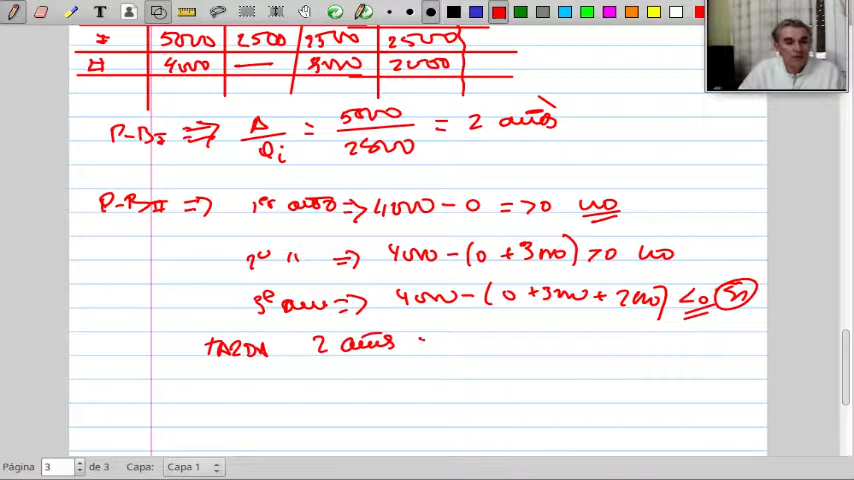 I 5000 2500 2500 2500
II 4000 — 3000 2000
P-B I ⇒ A/Qi = 5000/2500 = 2 años
P-B II ⇒ 1er año ⇒ 4000 - 0 = >0 no
2º " ⇒ 4000 - (0 + 3000) >0 no
3er año ⇒ 4000 - (0 + 3000 + 2000) <0 Sí
TARDA 2 años
Página 3 de 3 Capa: Capa 1